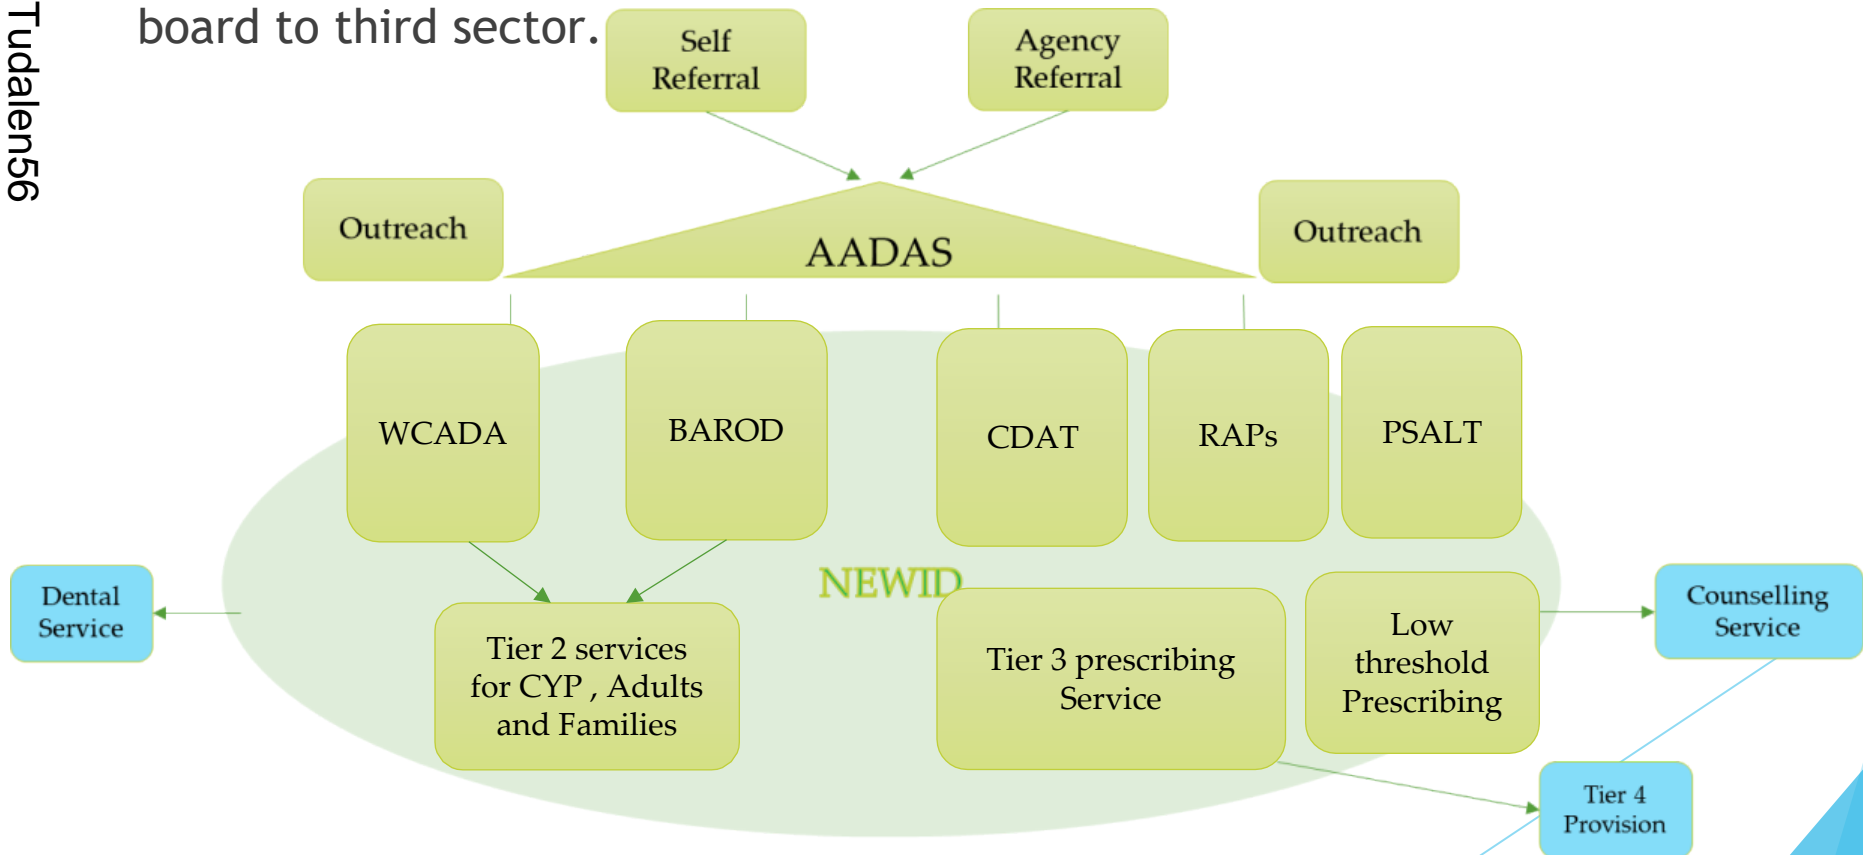 Tudalen56
board to third sector.
Self
Referral
Agency
Referral
Outreach
AADAS
Outreach
WCADA
BAROD
CDAT
RAPs
PSALT
NEWID
Dental
Service
Tier 2 services
for CYP , Adults
and Families
Tier 3 prescribing
Service
Low
threshold
Prescribing
Counselling
Service
Tier 4
Provision